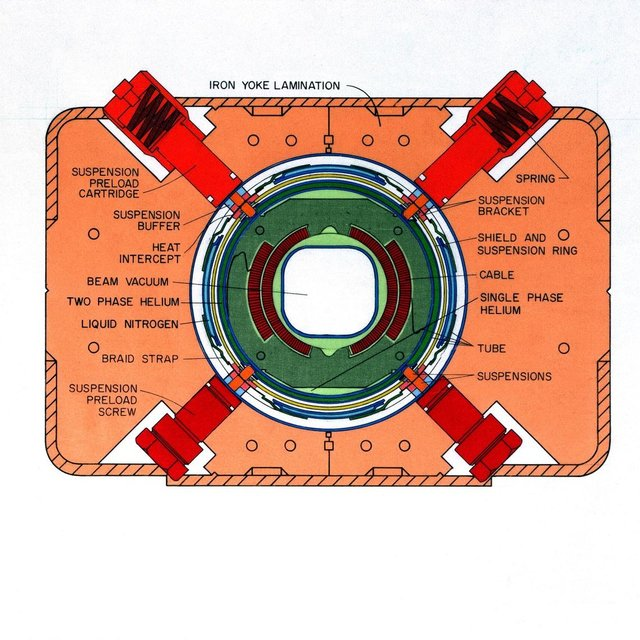 IRON YOKE LAMINATION
SUSPENSION
PRELOAD
CARTRIDGE
SUSPENSION
BUFFER
HEAT
INTERCEPT
BEAM VACUUM
TWO PHASE HELIUM
LIQUID NITROGEN
BRAID STRAP
SUSPENSION
PRELOAD
SCREW
SPRING
SUSPENSION
BRACKET
SHIELD AND
SUSPENSION RING
CABLE
SINGLE PHASE
HELIUM
TUBE
SUSPENSIONS